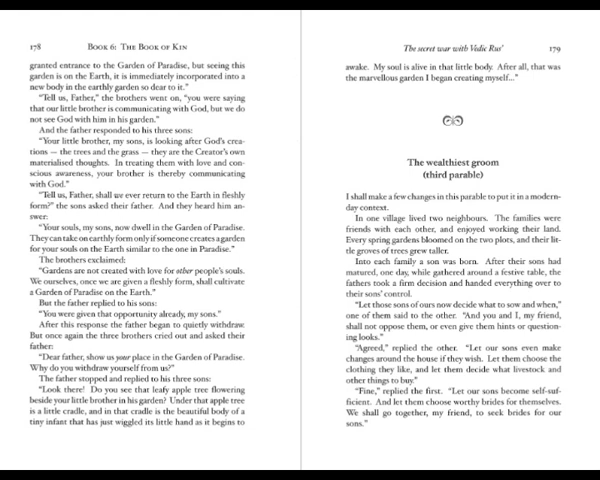 178 BOOK 6: THE BOOK OF KIN
granted entrance to the Garden of Paradise, but seeing this
garden is on the Earth, it is immediately incorporated into a
new body in the earthly garden so dear to it."
"Tell us, Father," the brothers went on, "you were saying
that our little brother is communicating with God, but we do
not see God with him in his garden."
And the father responded to his three sons:
"Your little brother, my sons, is looking after God's crea-
tions — the trees and the grass — they are the Creator's own
materialised thoughts. In treating them with love and con-
scious awareness, your brother is thereby communicating
with God."
"Tell us, Father, shall we ever return to the Earth in fleshly
form?" the sons asked their father. And they heard him an-
swer:
"Your souls, my sons, now dwell in the Garden of Paradise.
They can take on earthly form only if someone creates a garden
for your souls on the Earth similar to the one in Paradise."
The brothers exclaimed:
"Gardens are not created with love for other people's souls.
We ourselves, once we are given a fleshly form, shall cultivate
a Garden of Paradise on the Earth."
But the father replied to his sons:
"You were given that opportunity already, my sons."
After this response the father began to quietly withdraw.
But once again the three brothers cried out and asked their
father:
"Dear father, show us your place in the Garden of Paradise.
Why do you withdraw yourself from us?"
The father stopped and replied to his three sons:
"Look there! Do you see that leafy apple tree flowering
beside your little brother in his garden? Under that apple tree
is a little cradle, and in that cradle is the beautiful body of a
tiny infant that has just wiggled its little hand as it begins to
The secret war with Vedic Rus' 179
awake. My soul is alive in that little body. After all, that was
the marvellous garden I began creating myself..."
The wealthiest groom
(third parable)
I shall make a few changes in this parable to put it in a modern-
day context.
In one village lived two neighbours. The families were
friends with each other, and enjoyed working their land.
Every spring gardens bloomed on the two plots, and their lit-
tle groves of trees grew taller.
Into each family a son was born. After their sons had
matured, one day, while gathered around a festive table, the
fathers took a firm decision and handed everything over to
their sons' control.
"Let those sons of ours now decide what to sow and when,"
one of them said to the other. "And you and I, my friend,
shall not oppose them, or even give them hints or question-
ing looks."
"Agreed," replied the other. "Let our sons even make
changes around the house if they wish. Let them choose the
clothing they like, and let them decide what livestock and
other things to buy."
"Fine," replied the first. "Let our sons become self-suf-
ficient. And let them choose worthy brides for themselves.
We shall go together, my friend, to seek brides for our
sons."